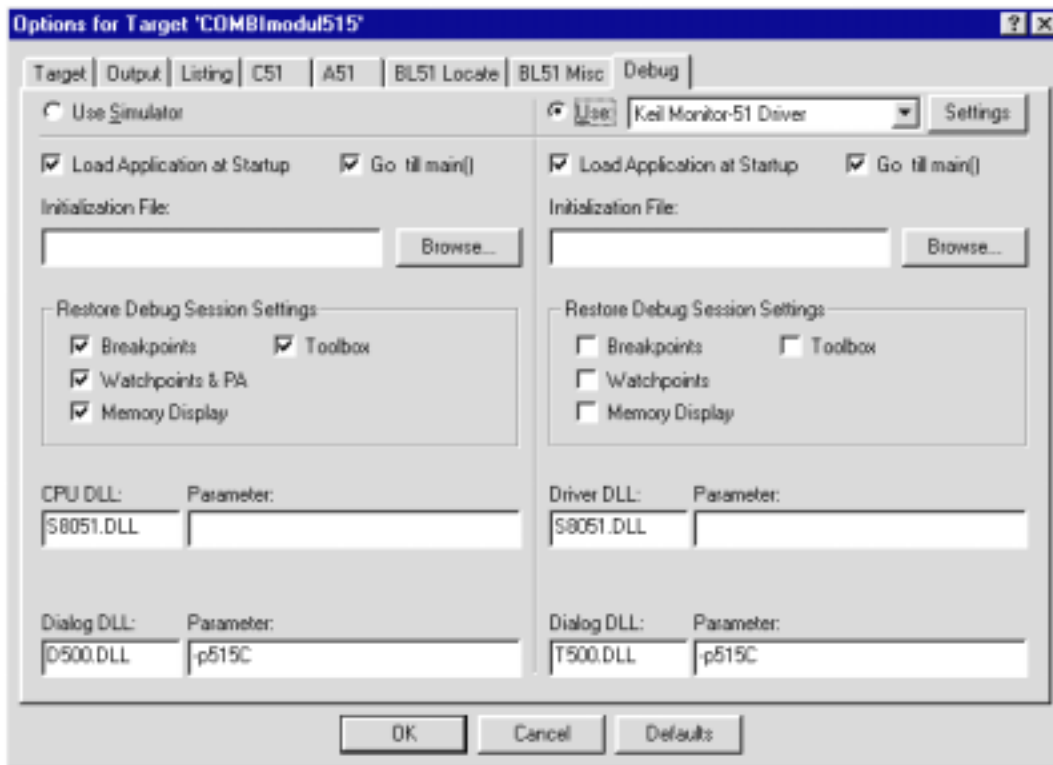 Options for Target 'COMBImodul515'
Target Output Listing C51 A51 BL51 Locate BL51 Misc Debug
Use Simulator
Use: Keil Monitor-51 Driver Settings
Load Application at Startup Go till main()
Load Application at Startup Go till main()
Initialization File:
Initialization File:
Browse...
Browse...
Restore Debug Session Settings
Breakpoints Toolbox
Watchpoints & PA
Memory Display
Restore Debug Session Settings
Breakpoints Toolbox
Watchpoints
Memory Display
CPU DLL: Parameter:
S8051.DLL
Driver DLL: Parameter:
S8051.DLL
Dialog DLL: Parameter:
D500.DLL -p515C
Dialog DLL: Parameter:
T500.DLL -p515C
OK Cancel Defaults